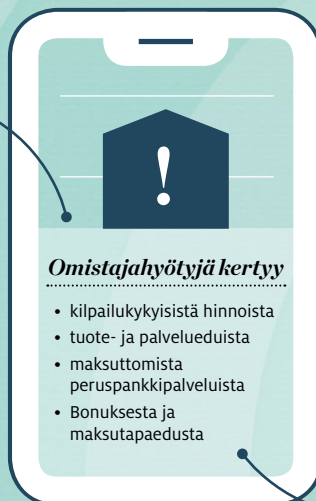 !
Omistajahyötyjä kertyy
• kilpailukykyisistä hinnoista
• tuote- ja palvelueduista
• maksuttomista
peruspankkipalveluista
• Bonuksesta ja
maksutapaedusta